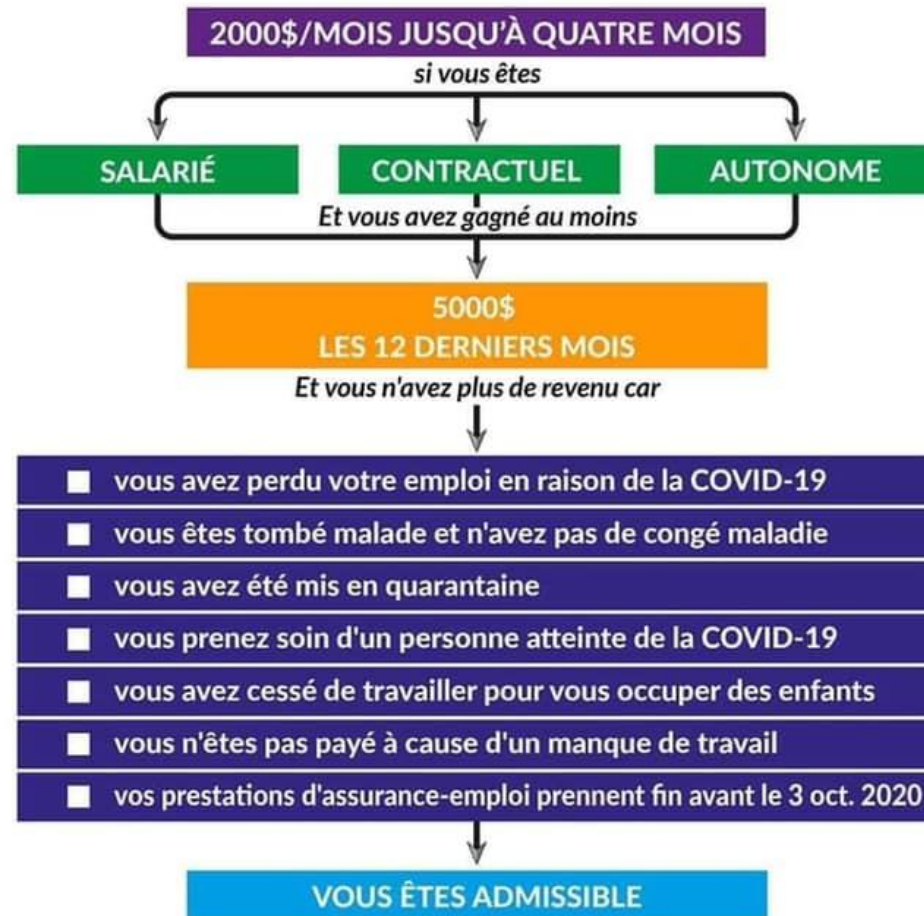 2000$/MOIS JUSQU'À QUATRE MOIS
si vous êtes
SALARIÉ
CONTRACTUEL
AUTONOME
Et vous avez gagné au moins
5000$
LES 12 DERNIERS MOIS
Et vous n'avez plus de revenu car
vous avez perdu votre emploi en raison de la COVID-19
vous êtes tombé malade et n'avez pas de congé maladie
vous avez été mis en quarantaine
vous prenez soin d'un personne atteinte de la COVID-19
vous avez cessé de travailler pour vous occuper des enfants
vous n'êtes pas payé à cause d'un manque de travail
vos prestations d'assurance-emploi prennent fin avant le 3 oct. 2020
VOUS ÊTES ADMISSIBLE